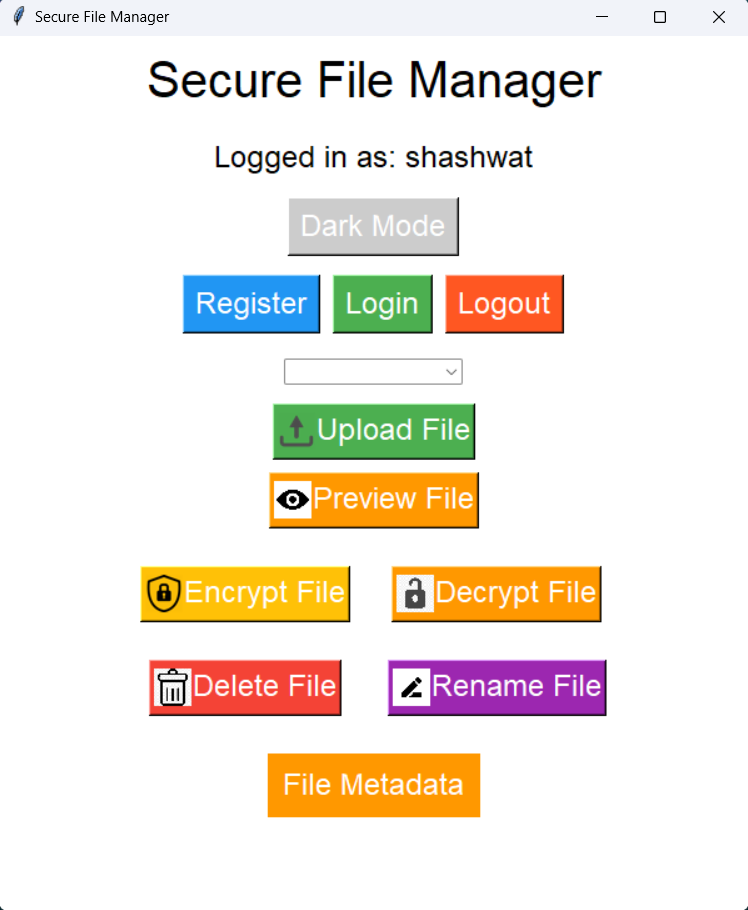 Secure File Manager
Secure File Manager
Logged in as: shashwat
Dark Mode
Register Login Logout
Upload File
Preview File
Encrypt File Decrypt File
Delete File Rename File
File Metadata